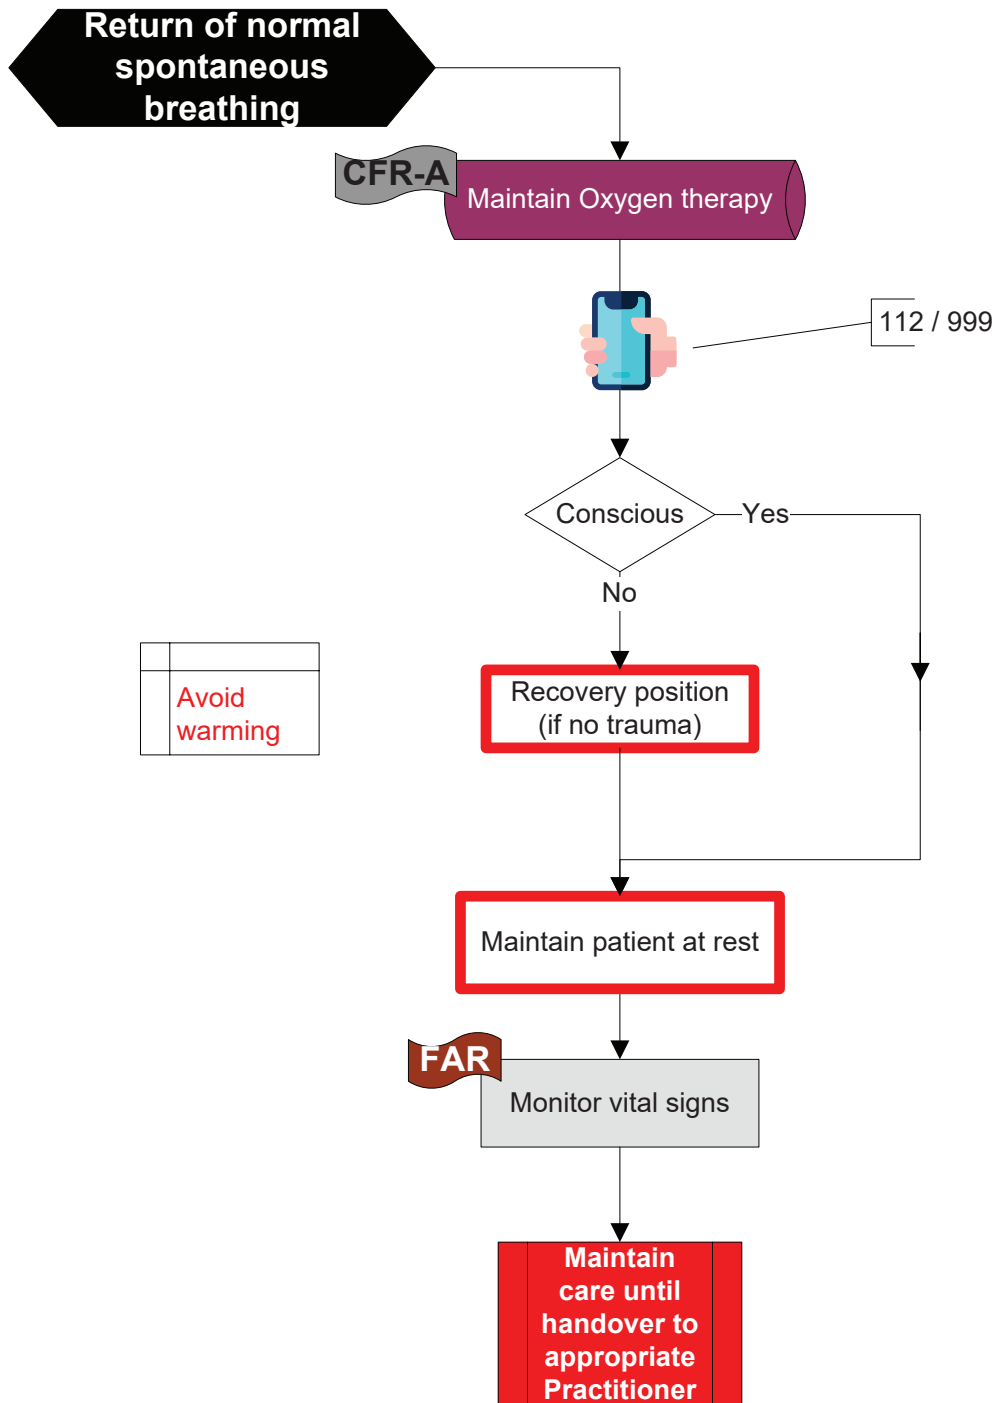 Return of normal
spontaneous
breathing
CFR-A
Maintain Oxygen therapy
112 / 999
Conscious
Yes
No
Avoid
warming
Recovery position
(if no trauma)
Maintain patient at rest
FAR
Monitor vital signs
Maintain
care until
handover to
appropriate
Practitioner